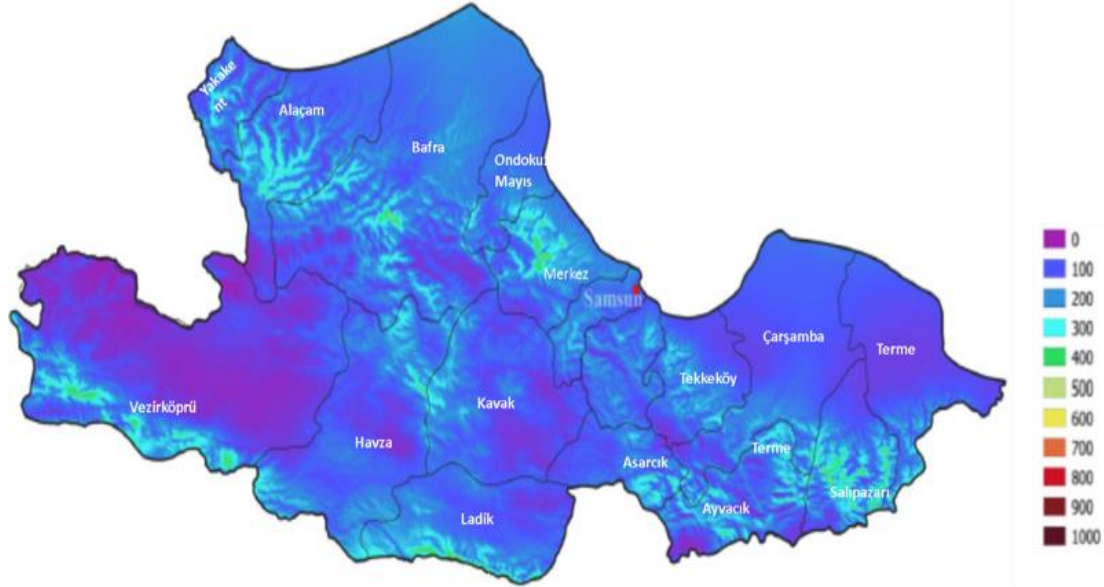 Yakake
nt
Alaçam
Bafra
Ondoku
Mayıs
Merkez
Samsun
Çarşamba
Terme
Tekkeköy
Vezirköprü
Kavak
Havza
Asarcık
Terme
Salıpazarı
Ayvacık
Ladik
0
100
200
300
400
500
600
700
800
900
1000